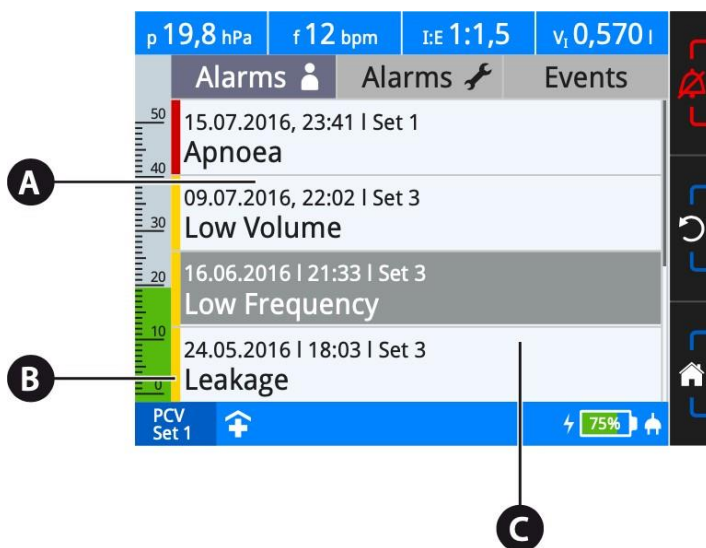 p 19,8 hPa f 12 bpm I:E 1:1,5 VI 0,570 l
Alarms Alarms Events
50
15.07.2016, 23:41 l Set 1
Apnoea
40
A
09.07.2016, 22:02 l Set 3
30
Low Volume
20
16.06.2016 l 21:33 l Set 3
Low Frequency
10
24.05.2016 l 18:03 l Set 3
B
0
Leakage
PCV
Set 1
75%
C